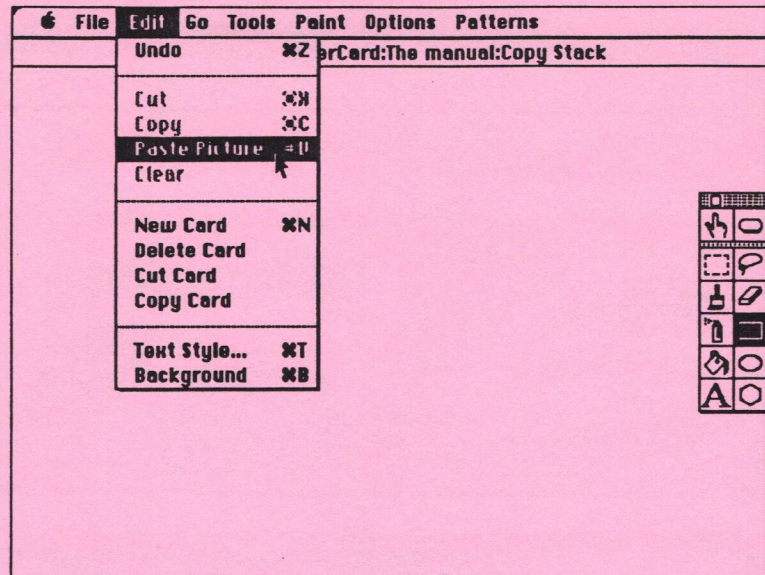 File Edit Go Tools Paint Options Patterns
erCard:The manual:Copy Stack
Undo ⌘Z
Cut ⌘X
Copy ⌘C
Paste Picture ⌘V
Clear
New Card ⌘N
Delete Card
Cut Card
Copy Card
Text Style... ⌘T
Background ⌘B
A